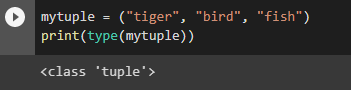 mytuple = ("tiger", "bird", "fish")
print(type(mytuple))
<class 'tuple'>